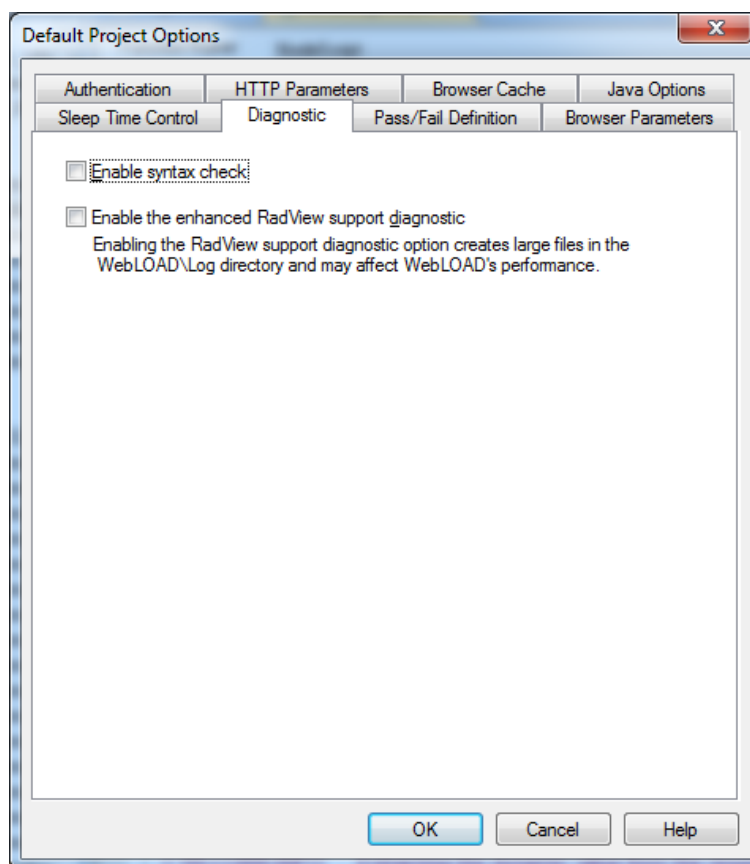 Default Project Options
Authentication HTTP Parameters Browser Cache Java Options
Sleep Time Control Diagnostic Pass/Fail Definition Browser Parameters
Enable syntax check
Enable the enhanced RadView support diagnostic
Enabling the RadView support diagnostic option creates large files in the
WebLOAD\Log directory and may affect WebLOAD's performance.
OK Cancel Help